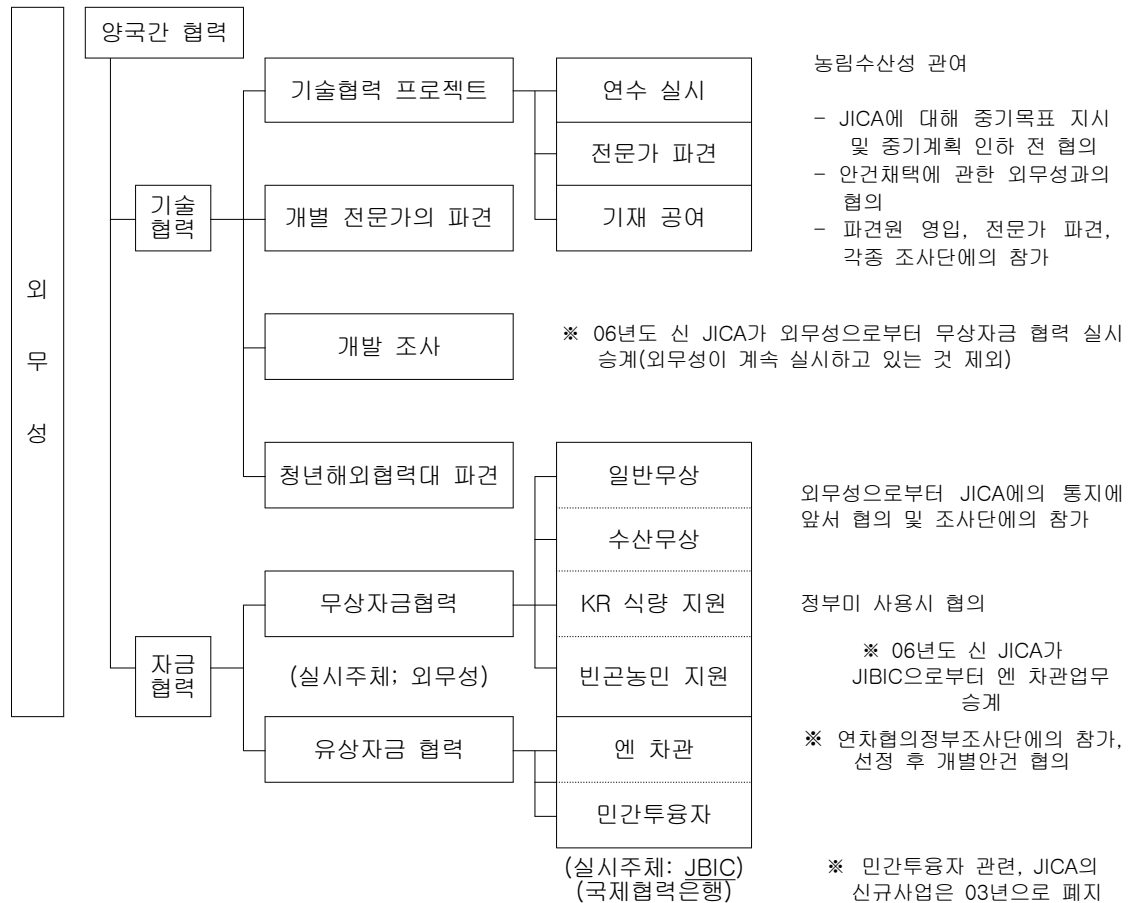 양국간 협력
외무성
기술
협력
기술협력 프로젝트
개별 전문가의 파견
개발 조사
청년해외협력대 파견
연수 실시
전문가 파견
기재 공여
농림수산성 관여
- JICA에 대해 중기목표 지시
및 중기계획 인하 전 협의
- 안건채택에 관한 외무성과의
협의
- 파견원 영입, 전문가 파견,
각종 조사단에의 참가
※ 06년도 신 JICA가 외무성으로부터 무상자금 협력 실시
승계(외무성이 계속 실시하고 있는 것 제외)
자금
협력
무상자금협력
(실시주체; 외무성)
유상자금 협력
일반무상
수산무상
KR 식량 지원
빈곤농민 지원
엔 차관
민간투융자
(실시주체: JBIC)
(국제협력은행)
외무성으로부터 JICA에의 통지에
앞서 협의 및 조사단에의 참가
정부미 사용시 협의
※ 06년도 신 JICA가
JIBIC으로부터 엔 차관업무
승계
※ 연차협의정부조사단에의 참가,
선정 후 개별안건 협의
※ 민간투융자 관련, JICA의
신규사업은 03년으로 폐지